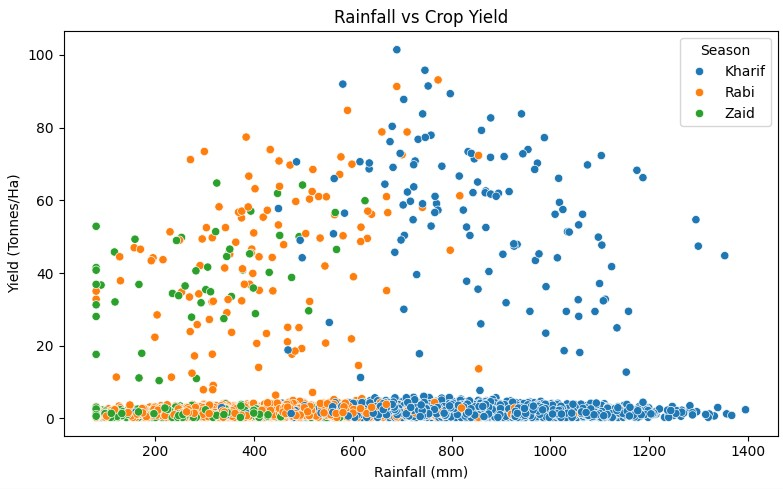 Rainfall vs Crop Yield
Season
Kharif
Rabi
Zaid
Yield (Tonnes/Ha)
100
80
60
40
20
0
200 400 600 800 1000 1200 1400
Rainfall (mm)